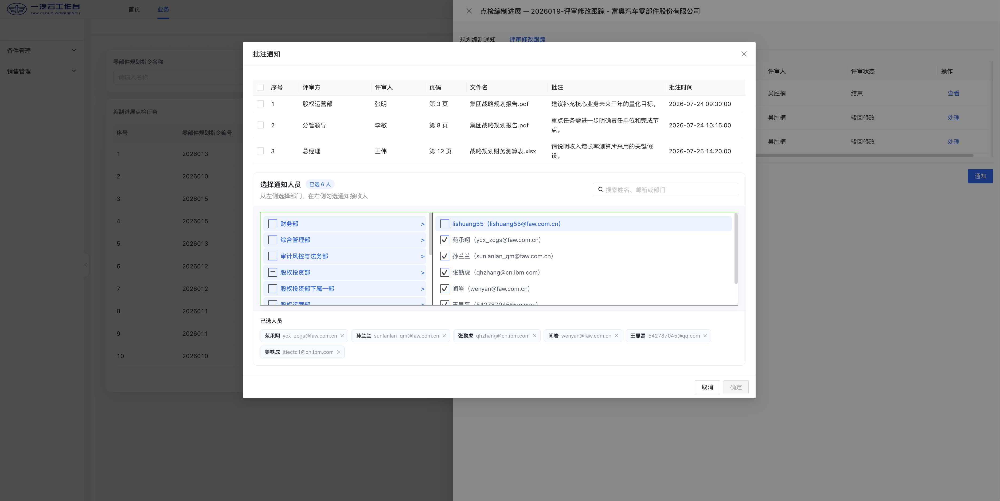 一汽云工作台
FAW CLOUD WORKBENCH
首页
业务
备件管理
销售管理
零部件规划指令名称
请输入名称
编制进展点检任务
序号 零部件规划指令编号
1 2026013
2 2026010
3 2026015
4 2026015
5 2026013
6 2026012
7 2026012
8 2026011
9 2026011
10 2026010
点检编制进展 — 2026019-评审修改跟踪 - 富奥汽车零部件股份有限公司
规划编制通知 评审修改跟踪
评审人 评审状态 操作
吴胜楠 结束 查看
吴胜楠 驳回修改 处理
吴胜楠 驳回修改 处理
通知
批注通知
序号 评审方 评审人 页码 文件名 批注 批注时间
1 股权运营部 张明 第 3 页 集团战略规划报告.pdf 建议补充核心业务未来三年的量化目标。 2026-07-24 09:30:00
2 分管领导 李敏 第 8 页 集团战略规划报告.pdf 重点任务需进一步明确责任单位和完成节
点。 2026-07-24 10:15:00
3 总经理 王伟 第 12 页 战略规划财务测算表.xlsx 请说明收入增长率测算所采用的关键假
设。 2026-07-25 14:20:00
选择通知人员 已选 6 人
从左侧选择部门，在右侧勾选通知接收人
搜索姓名、邮箱或部门
财务部 >
综合管理部 >
审计风控与法务部 >
股权投资部 >
股权投资部下属一部 >
股权运营部 >
lishuang55（lishuang55@faw.com.cn）
苑承翔（ycx_zcgs@faw.com.cn）
孙兰兰（sunlanlan_qm@faw.com.cn）
张勤虎（qhzhang@cn.ibm.com）
闻岩（wenyan@faw.com.cn）
王显磊（542787045@qq.com）
已选人员
苑承翔 ycx_zcgs@faw.com.cn
孙兰兰 sunlanlan_qm@faw.com.cn
张勤虎 qhzhang@cn.ibm.com
闻岩 wenyan@faw.com.cn
王显磊 542787045@qq.com
姜铁成 jtiectc1@cn.ibm.com
取消 确定